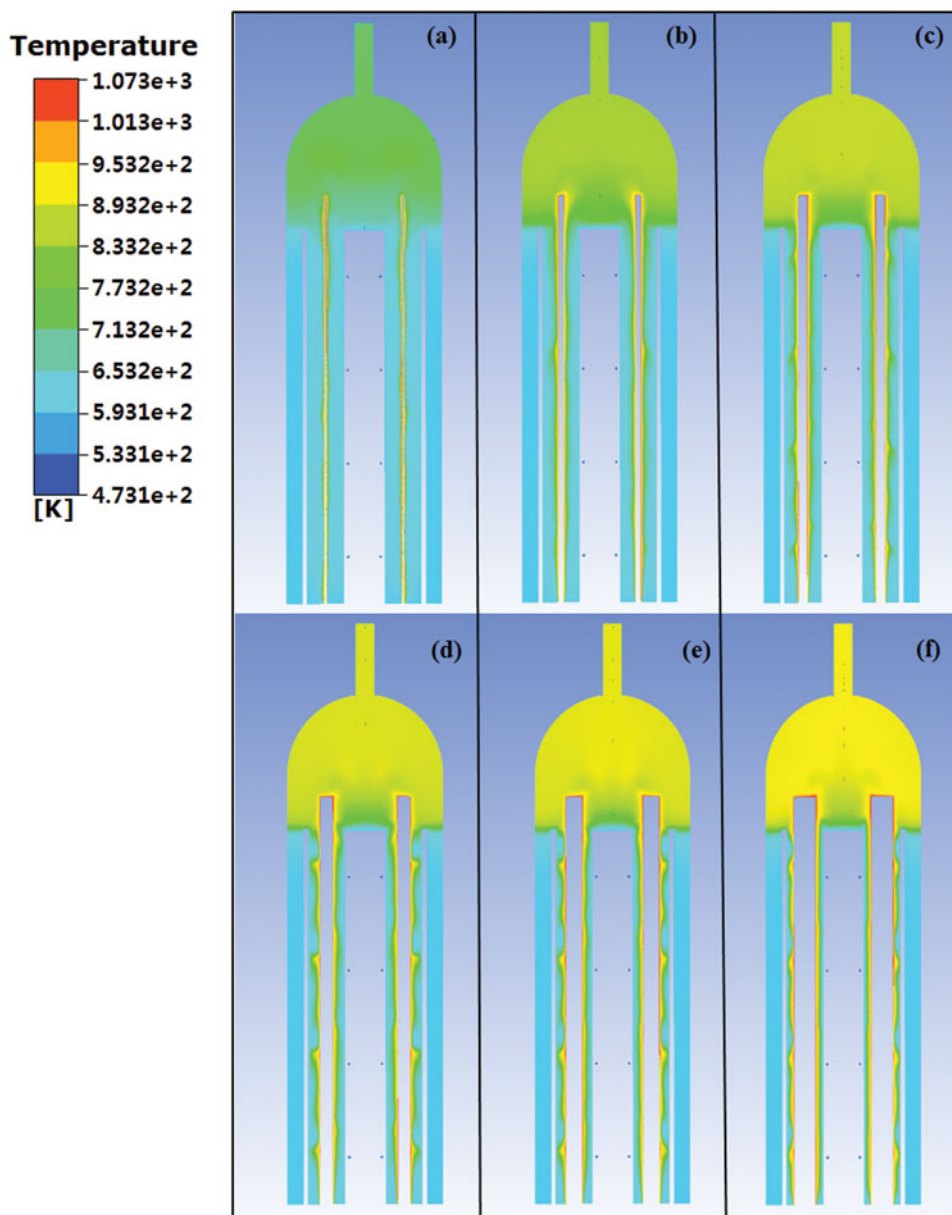 Temperature
1.073e+3
1.013e+3
9.532e+2
8.932e+2
8.332e+2
7.732e+2
7.132e+2
6.532e+2
5.931e+2
5.331e+2
4.731e+2
[K]
(a)
(b)
(c)
(d)
(e)
(f)